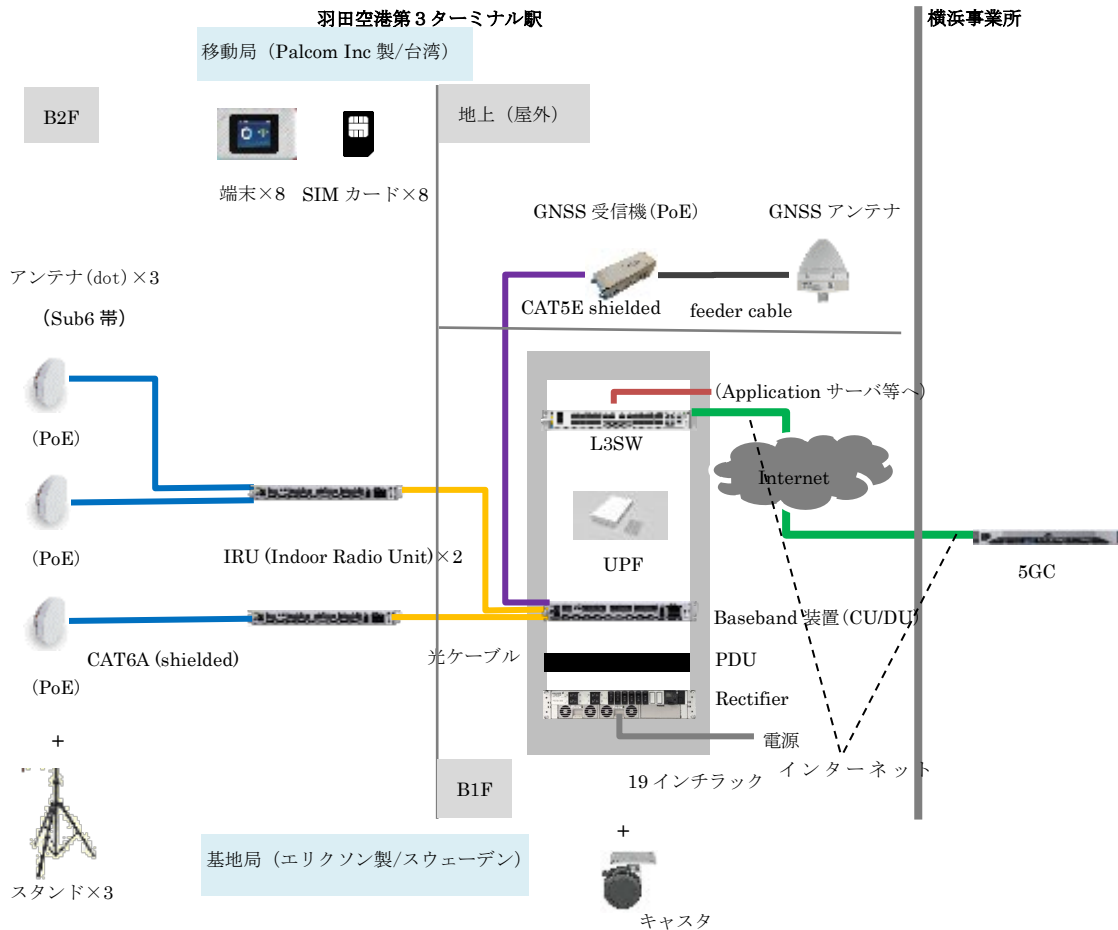 羽田空港第3ターミナル駅
横浜事業所
移動局（Palcom Inc 製/台湾）
B2F
地上（屋外）
端末×8
SIM カード×8
GNSS 受信機(PoE)
GNSS アンテナ
アンテナ(dot)×3
（Sub6 帯）
CAT5E shielded
feeder cable
(PoE)
(Application サーバ等へ)
L3SW
Internet
(PoE)
IRU (Indoor Radio Unit)×2
UPF
5GC
Baseband 装置(CU/DU)
CAT6A (shielded)
光ケーブル
PDU
(PoE)
Rectifier
+
電源
B1F
19 インチラック
インターネット
+
基地局（エリクソン製/スウェーデン）
スタンド×3
キャスタ